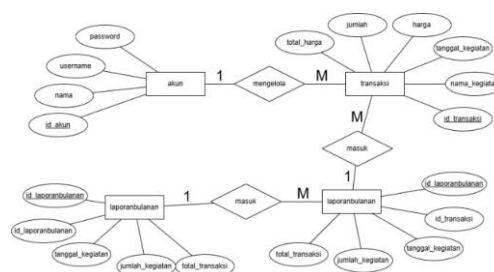 password
username
nama
id_akun
akun
1
mengelola
M
total_harga
jumlah
harga
tanggal_kegiatan
nama_kegiatan
id_transaksi
transaksi
M
masuk
1
id_laporanbulanan
id_laporanbulanan
tanggal_kegiatan
jumlah_kegiatan
total_transaksi
laporanbulanan
1
masuk
M
laporanbulanan
id_laporanbulanan
id_transaksi
tanggal_kegiatan
jumlah_kegiatan
total_transaksi